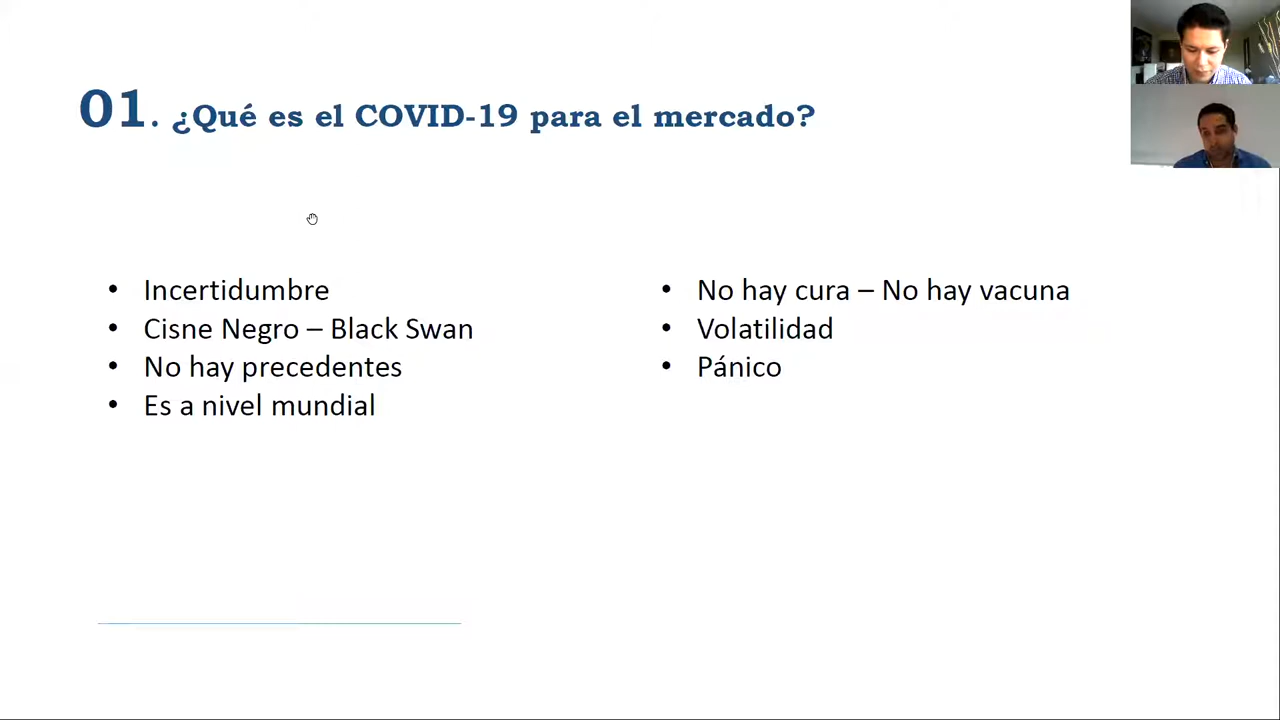 01. ¿Qué es el COVID-19 para el mercado?
• Incertidumbre
• Cisne Negro – Black Swan
• No hay precedentes
• Es a nivel mundial
• No hay cura – No hay vacuna
• Volatilidad
• Pánico